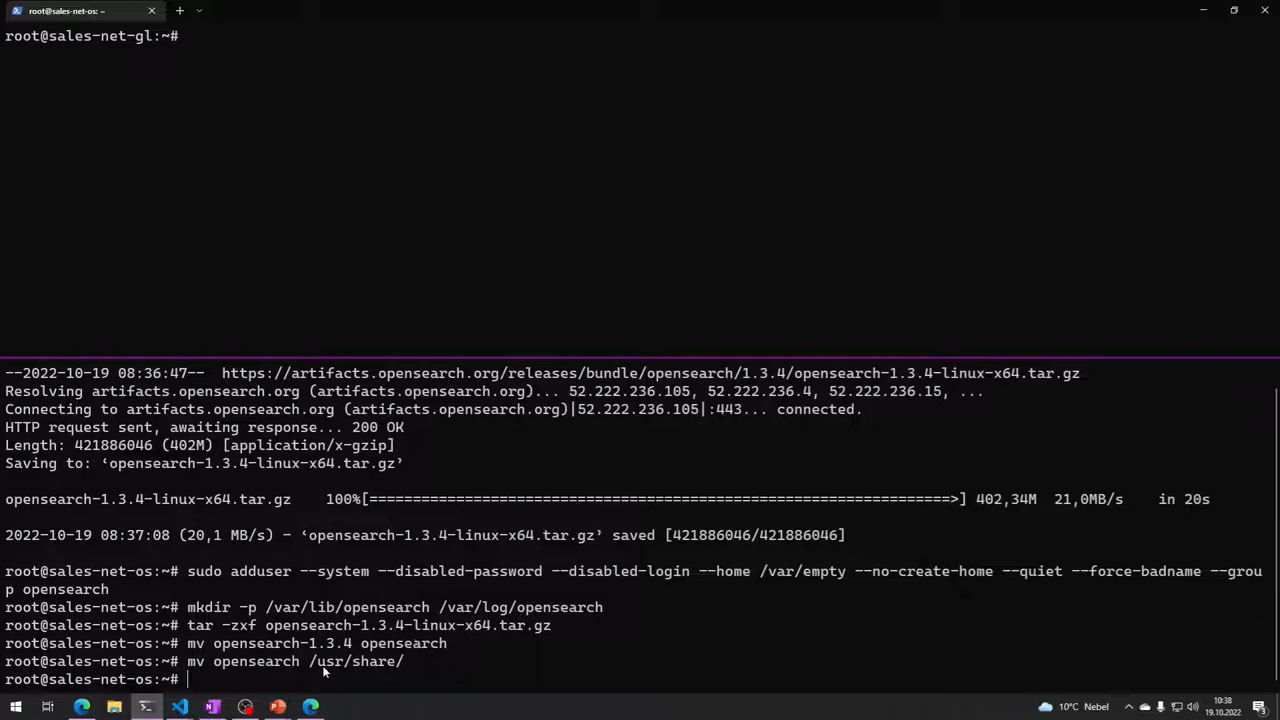 root@sales-net-os: ~
root@sales-net-gl:~#
--2022-10-19 08:36:47--  https://artifacts.opensearch.org/releases/bundle/opensearch/1.3.4/opensearch-1.3.4-linux-x64.tar.gz
Resolving artifacts.opensearch.org (artifacts.opensearch.org)... 52.222.236.105, 52.222.236.4, 52.222.236.15, ...
Connecting to artifacts.opensearch.org (artifacts.opensearch.org)|52.222.236.105|:443... connected.
HTTP request sent, awaiting response... 200 OK
Length: 421886046 (402M) [application/x-gzip]
Saving to: ‘opensearch-1.3.4-linux-x64.tar.gz’
opensearch-1.3.4-linux-x64.tar.gz    100%[===================================================================>] 402,34M  21,0MB/s    in 20s
2022-10-19 08:37:08 (20,1 MB/s) - ‘opensearch-1.3.4-linux-x64.tar.gz’ saved [421886046/421886046]
root@sales-net-os:~# sudo adduser --system --disabled-password --disabled-login --home /var/empty --no-create-home --quiet --force-badname --grou
p opensearch
root@sales-net-os:~# mkdir -p /var/lib/opensearch /var/log/opensearch
root@sales-net-os:~# tar -zxf opensearch-1.3.4-linux-x64.tar.gz
root@sales-net-os:~# mv opensearch-1.3.4 opensearch
root@sales-net-os:~# mv opensearch /usr/share/
root@sales-net-os:~#
10°C Nebel
10:38
19.10.2022
3